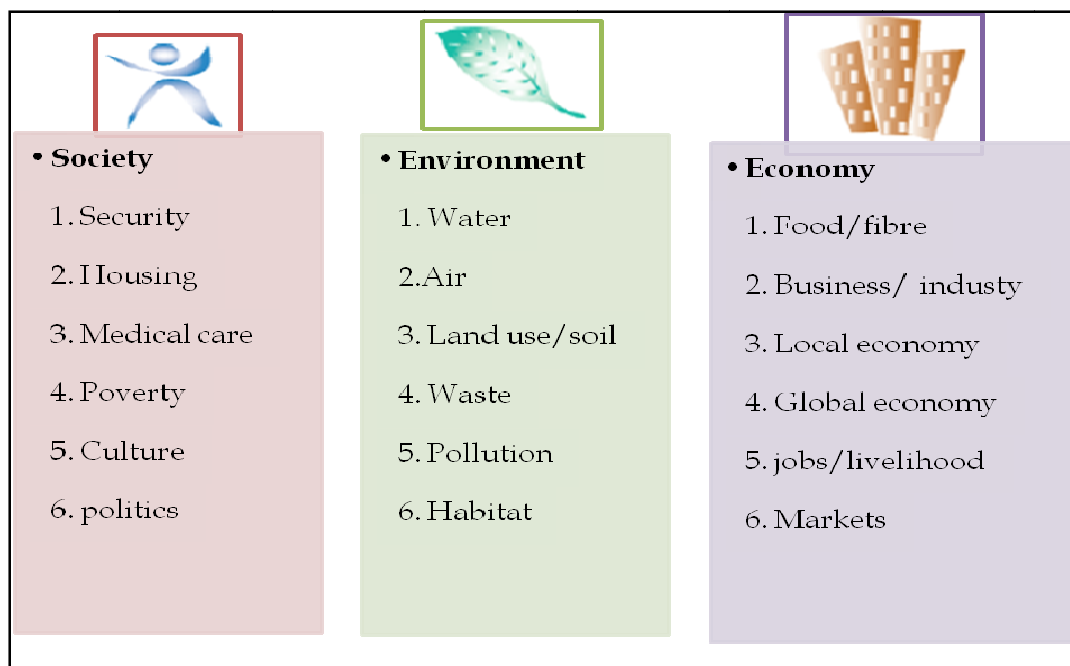 • Society
1. Security
2. Housing
3. Medical care
4. Poverty
5. Culture
6. politics
• Environment
1. Water
2.Air
3. Land use/soil
4. Waste
5. Pollution
6. Habitat
• Economy
1. Food/fibre
2. Business/ industy
3. Local economy
4. Global economy
5. jobs/livelihood
6. Markets